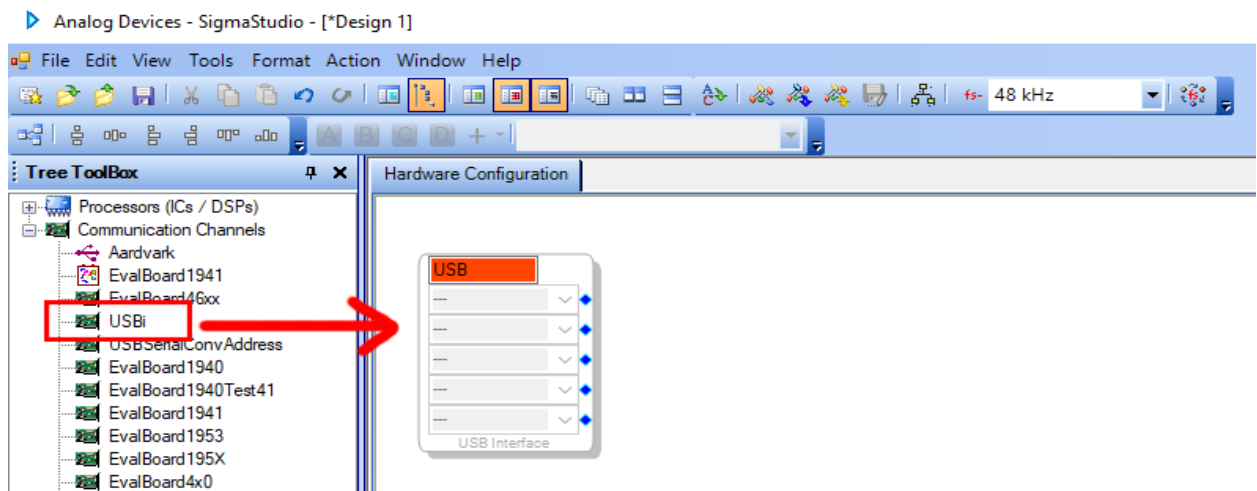 Analog Devices - SigmaStudio - [*Design 1]
File Edit View Tools Format Action Window Help
fs- 48 kHz
A B C D
Tree ToolBox
Hardware Configuration
Processors (ICs / DSPs)
Communication Channels
Aardvark
EvalBoard1941
EvalBoard46xx
USBi
USBSerialConvAddress
EvalBoard1940
EvalBoard1940Test41
EvalBoard1941
EvalBoard1953
EvalBoard195X
EvalBoard4x0
USB
---
---
---
---
---
USB Interface